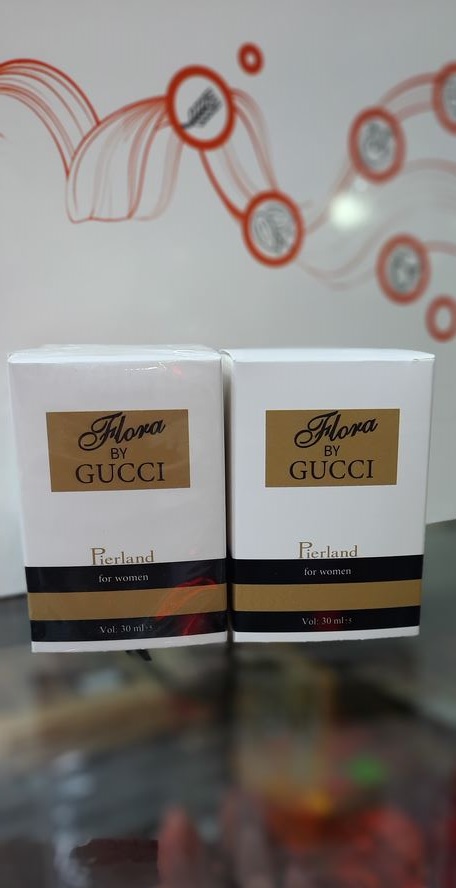 Flora
BY
GUCCI
Pierland
for women
Vol: 30 ml
Flora
BY
GUCCI
Pierland
for women
Vol: 30 ml